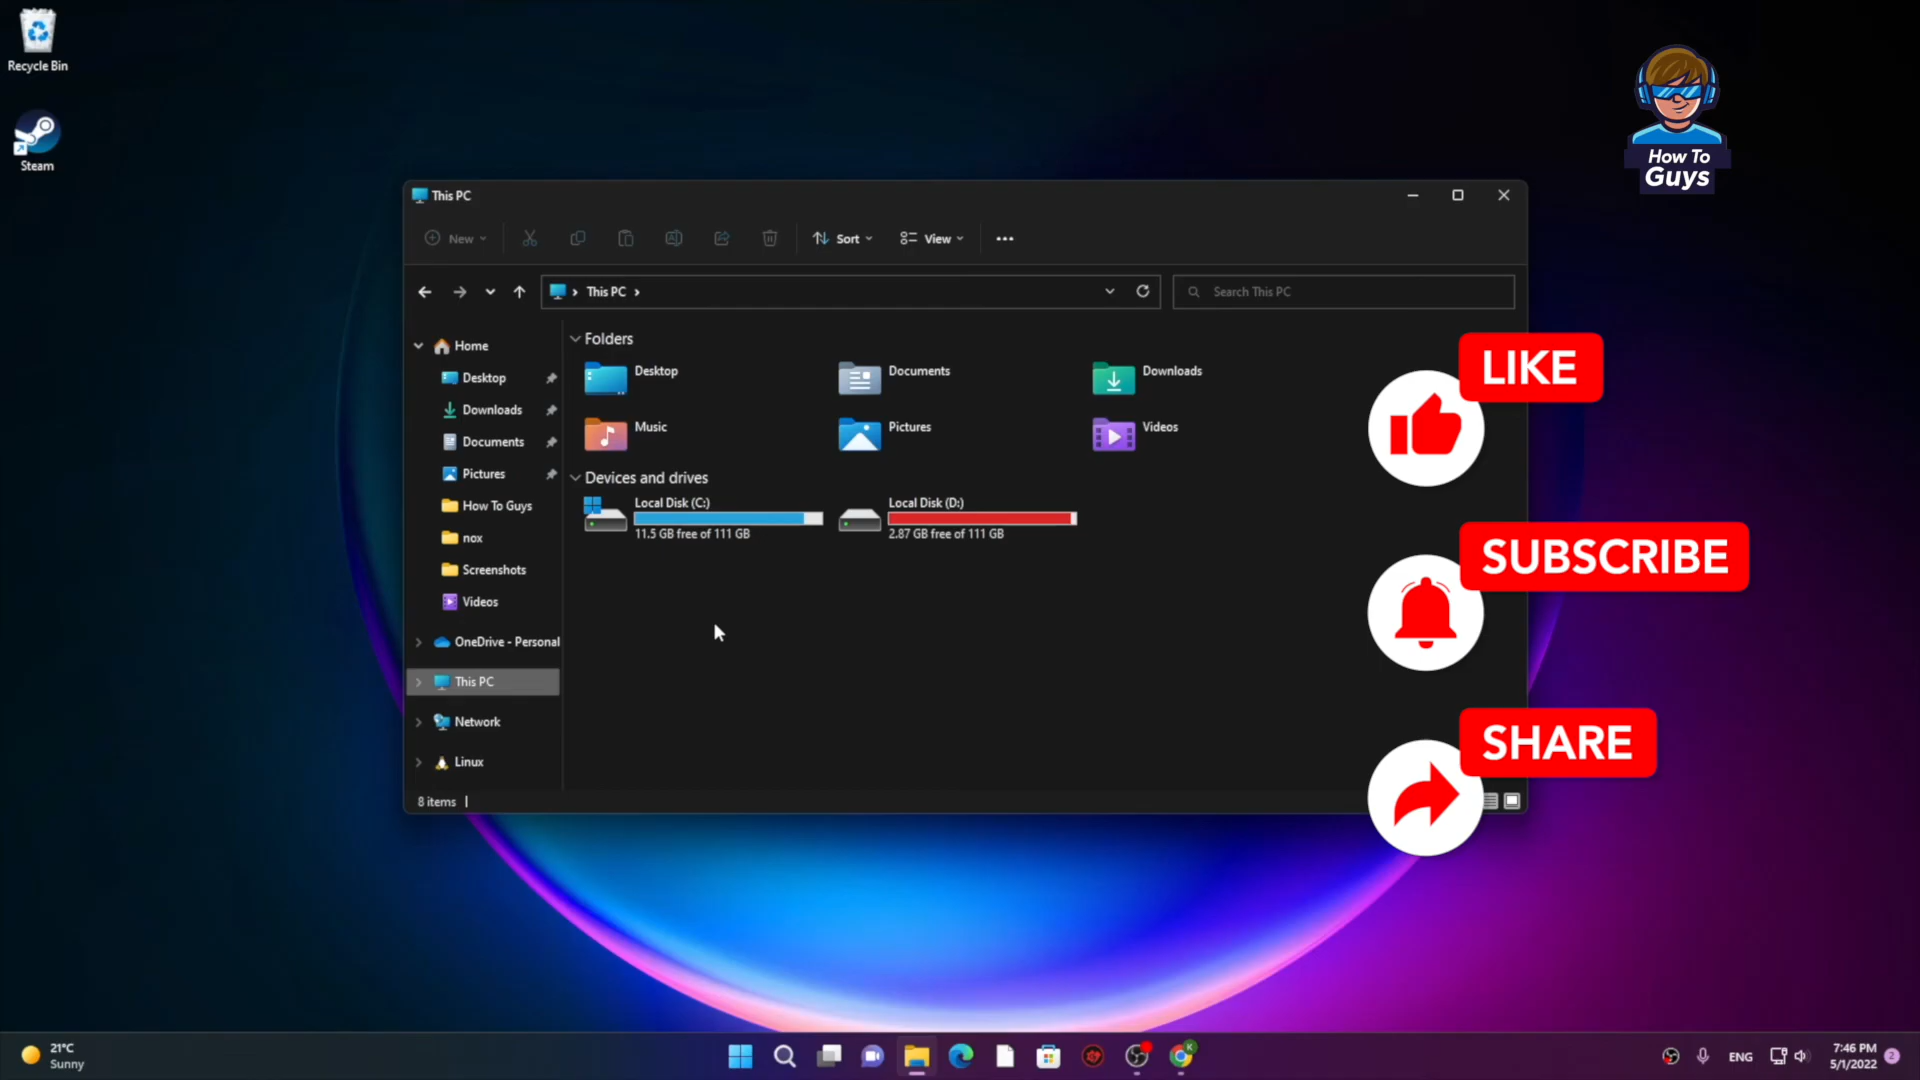 Recycle Bin
Steam
How To
Guys
This PC
New
Sort
View
This PC
Search This PC
Home
Desktop
Downloads
Documents
Pictures
How To Guys
nox
Screenshots
Videos
OneDrive - Personal
This PC
Network
Linux
Folders
Desktop
Documents
Downloads
Music
Pictures
Videos
Devices and drives
Local Disk (C:)
11.5 GB free of 111 GB
Local Disk (D:)
2.87 GB free of 111 GB
8 items
LIKE
SUBSCRIBE
SHARE
21°C
Sunny
K
ENG
7:46 PM
5/1/2022
2